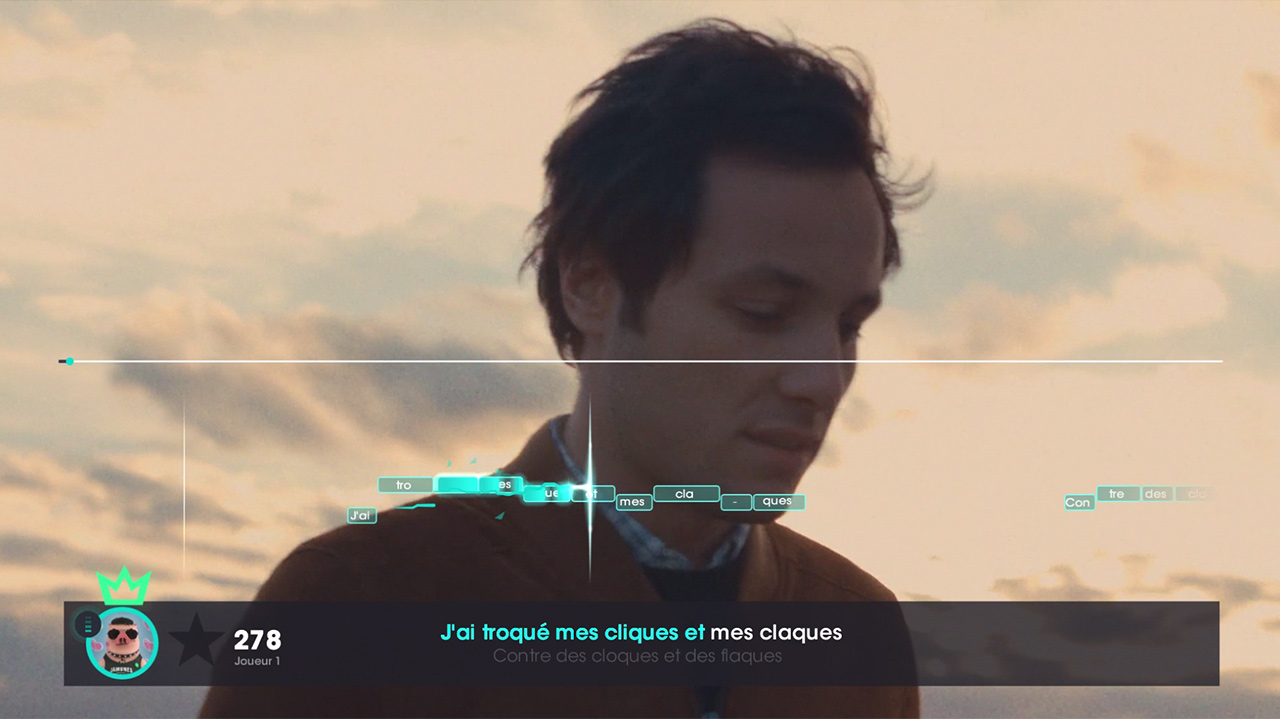 tro es ue et mes cla - ques Con tre des clo
J'ai
278
Joueur 1
J'ai troqué mes cliques et mes claques
Contre des cloques et des flaques